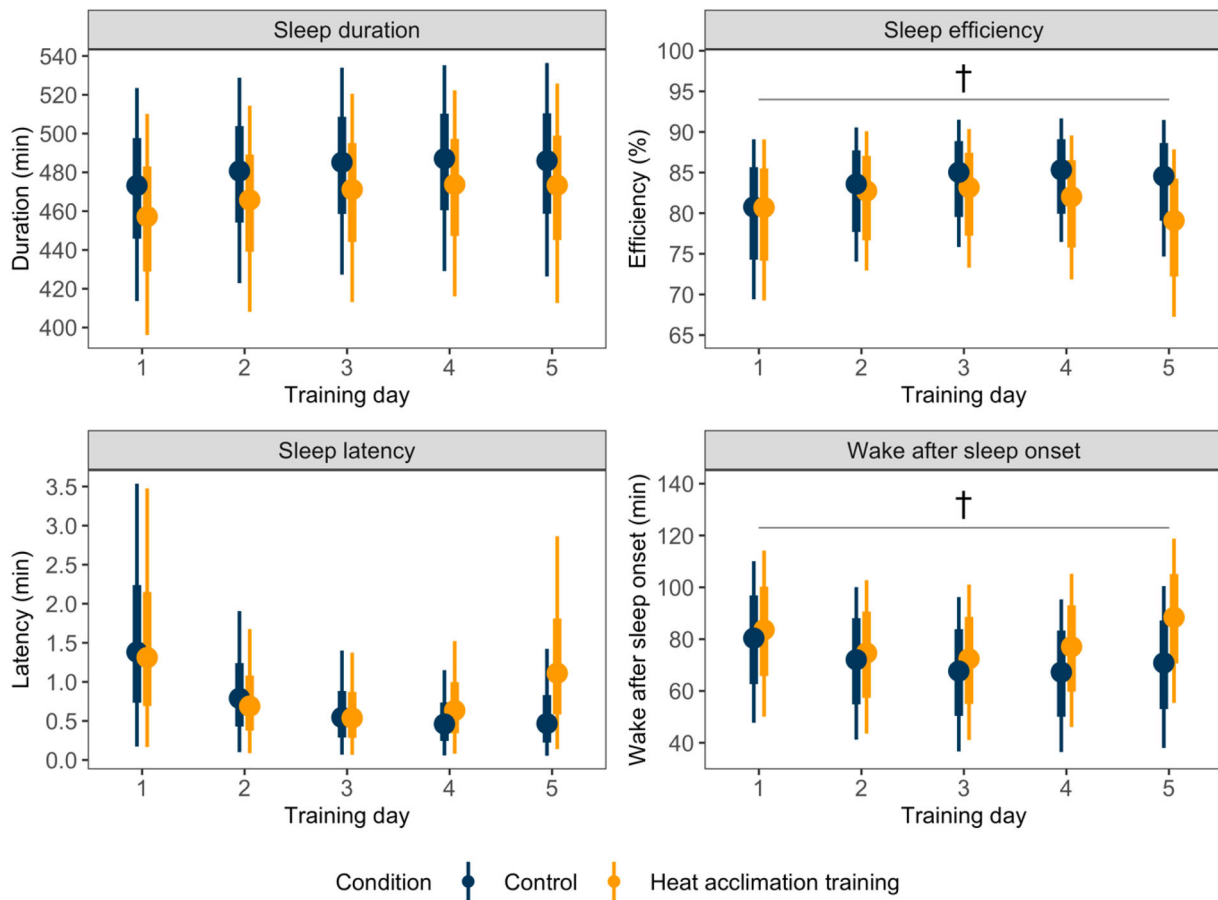 Sleep duration
Duration (min)
540
520
500
480
460
440
420
400
1 2 3 4 5
Training day
Sleep efficiency
Efficiency (%)
100
95
90
85
80
75
70
65
†
1 2 3 4 5
Training day
Sleep latency
Latency (min)
3.5
3.0
2.5
2.0
1.5
1.0
0.5
0.0
1 2 3 4 5
Training day
Wake after sleep onset
Wake after sleep onset (min)
140
120
100
80
60
40
†
1 2 3 4 5
Training day
Condition Control Heat acclimation training